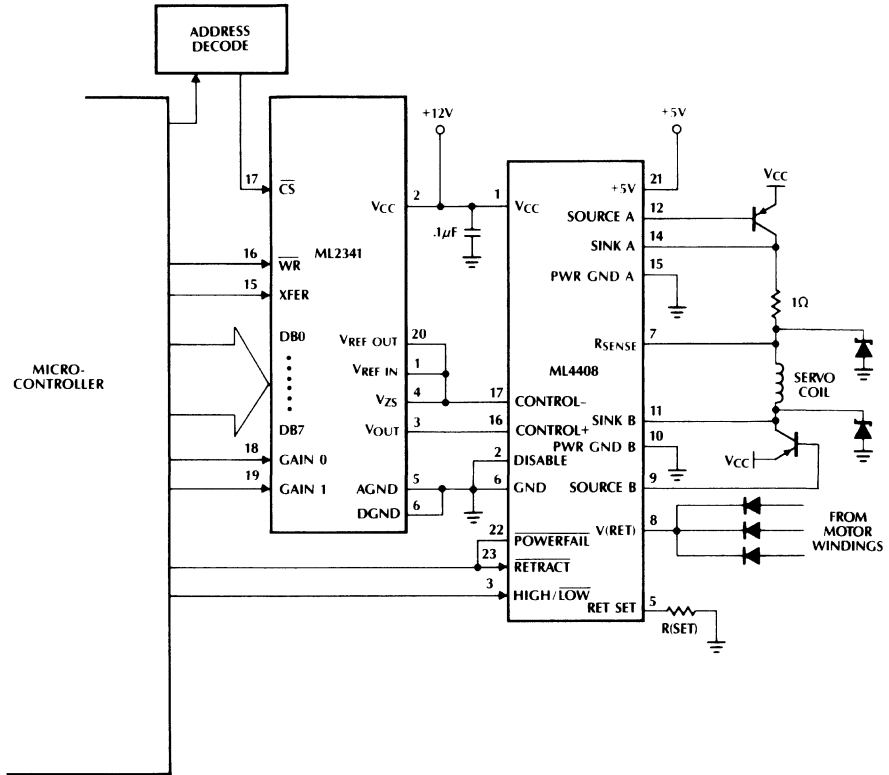 ADDRESS
DECODE
+12V
+5V
17
CS
VCC
2
1
VCC
.1μF
+5V
21
VCC
SOURCE A
12
SINK A
14
PWR GND A
15
1Ω
16
WR
ML2341
15
XFER
DB0
DB7
MICRO-
CONTROLLER
VREF OUT
20
VREF IN
1
VZS
4
VOUT
3
17
CONTROL–
16
CONTROL+
RSENSE
7
ML4408
SERVO
COIL
SINK B
11
PWR GND B
10
2
DISABLE
18
GAIN 0
19
GAIN 1
AGND
5
DGND
6
6
GND
VCC
SOURCE B
9
V(RET)
8
FROM
MOTOR
WINDINGS
22
POWERFAIL
23
RETRACT
3
HIGH/LOW
RET SET
5
R(SET)